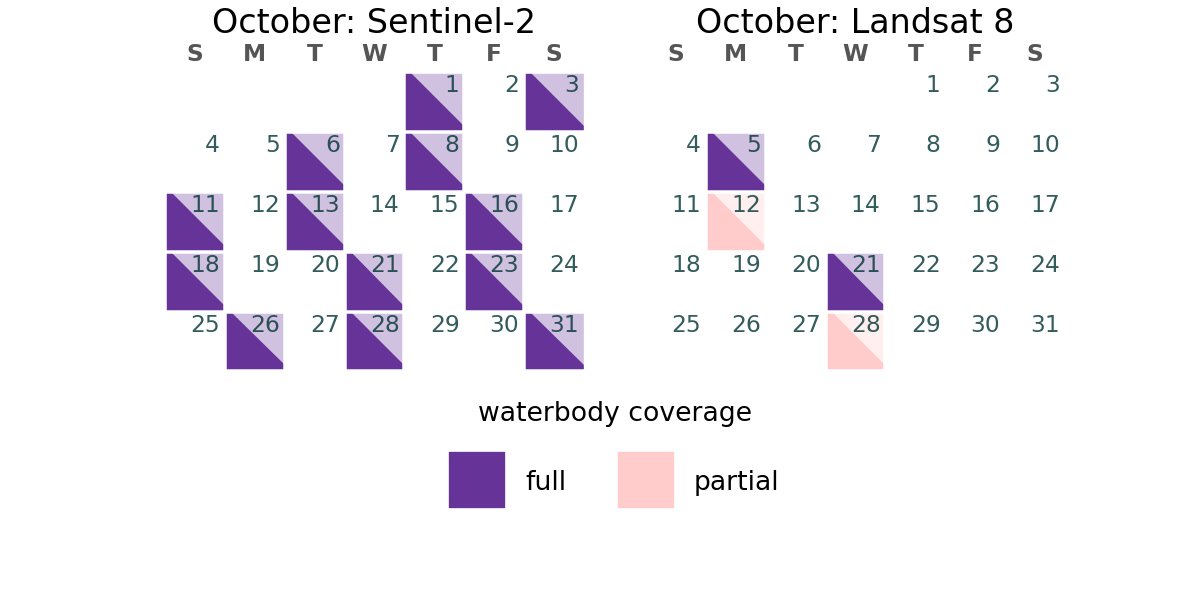 October: Sentinel-2
S M T W T F S
1 2 3
4 5 6 7 8 9 10
11 12 13 14 15 16 17
18 19 20 21 22 23 24
25 26 27 28 29 30 31
October: Landsat 8
S M T W T F S
1 2 3
4 5 6 7 8 9 10
11 12 13 14 15 16 17
18 19 20 21 22 23 24
25 26 27 28 29 30 31
waterbody coverage
full
partial